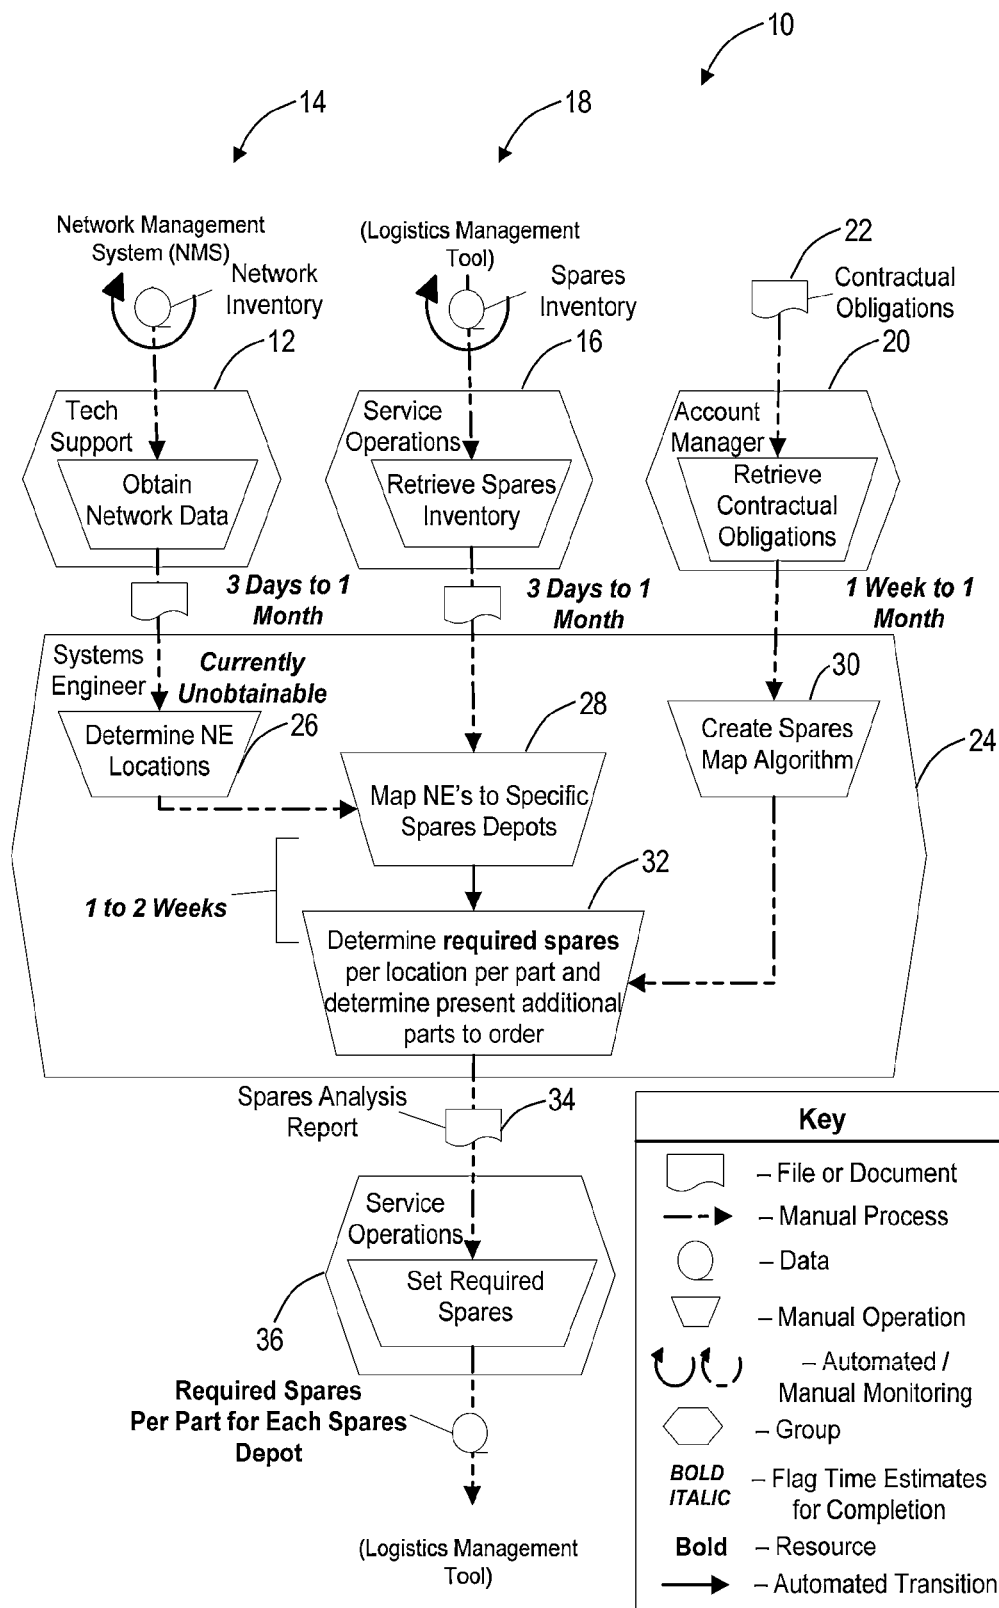 10
14
18
Network Management
System (NMS)
Network
Inventory
(Logistics Management
Tool)
Spares
Inventory
22
Contractual
Obligations
12
16
20
Tech
Support
Obtain
Network Data
Service
Operations
Retrieve Spares
Inventory
Account
Manager
Retrieve
Contractual
Obligations
3 Days to 1
Month
3 Days to 1
Month
1 Week to 1
Month
Systems
Engineer
Currently
Unobtainable
Determine NE
Locations
26
28
30
24
Map NE's to Specific
Spares Depots
Create Spares
Map Algorithm
1 to 2 Weeks
32
Determine required spares
per location per part and
determine present additional
parts to order
Spares Analysis
Report
34
Service
Operations
Set Required
Spares
36
Required Spares
Per Part for Each Spares
Depot
(Logistics Management
Tool)
Key
– File or Document
– Manual Process
– Data
– Manual Operation
– Automated /
Manual Monitoring
– Group
BOLD
ITALIC
– Flag Time Estimates
for Completion
Bold – Resource
– Automated Transition